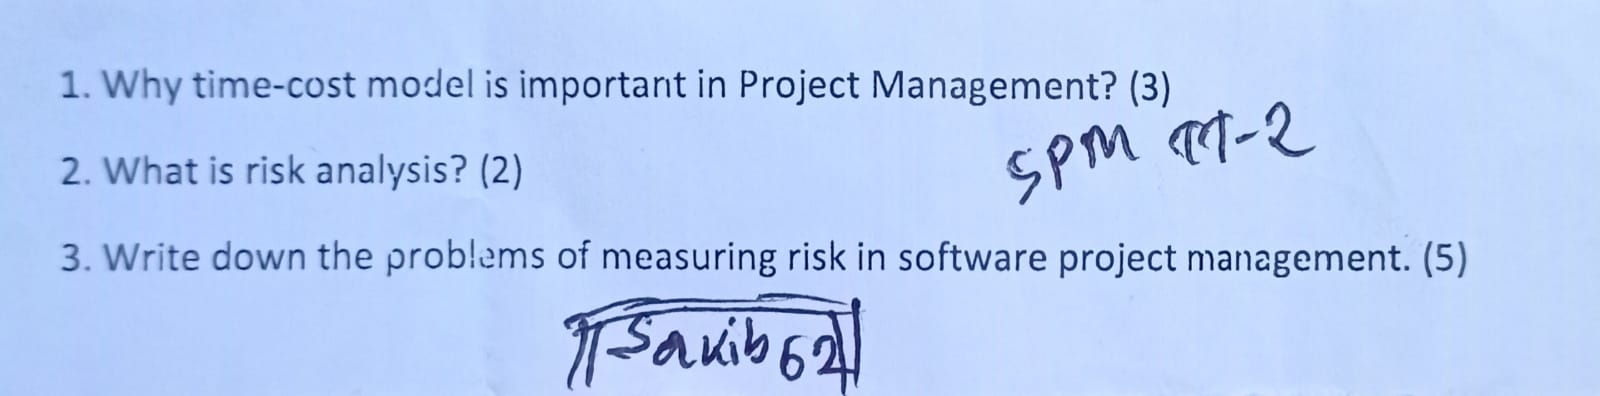 1. Why time-cost model is important in Project Management? (3)
SPM TT-2
2. What is risk analysis? (2)
3. Write down the problems of measuring risk in software project management. (5)
Sakib 62